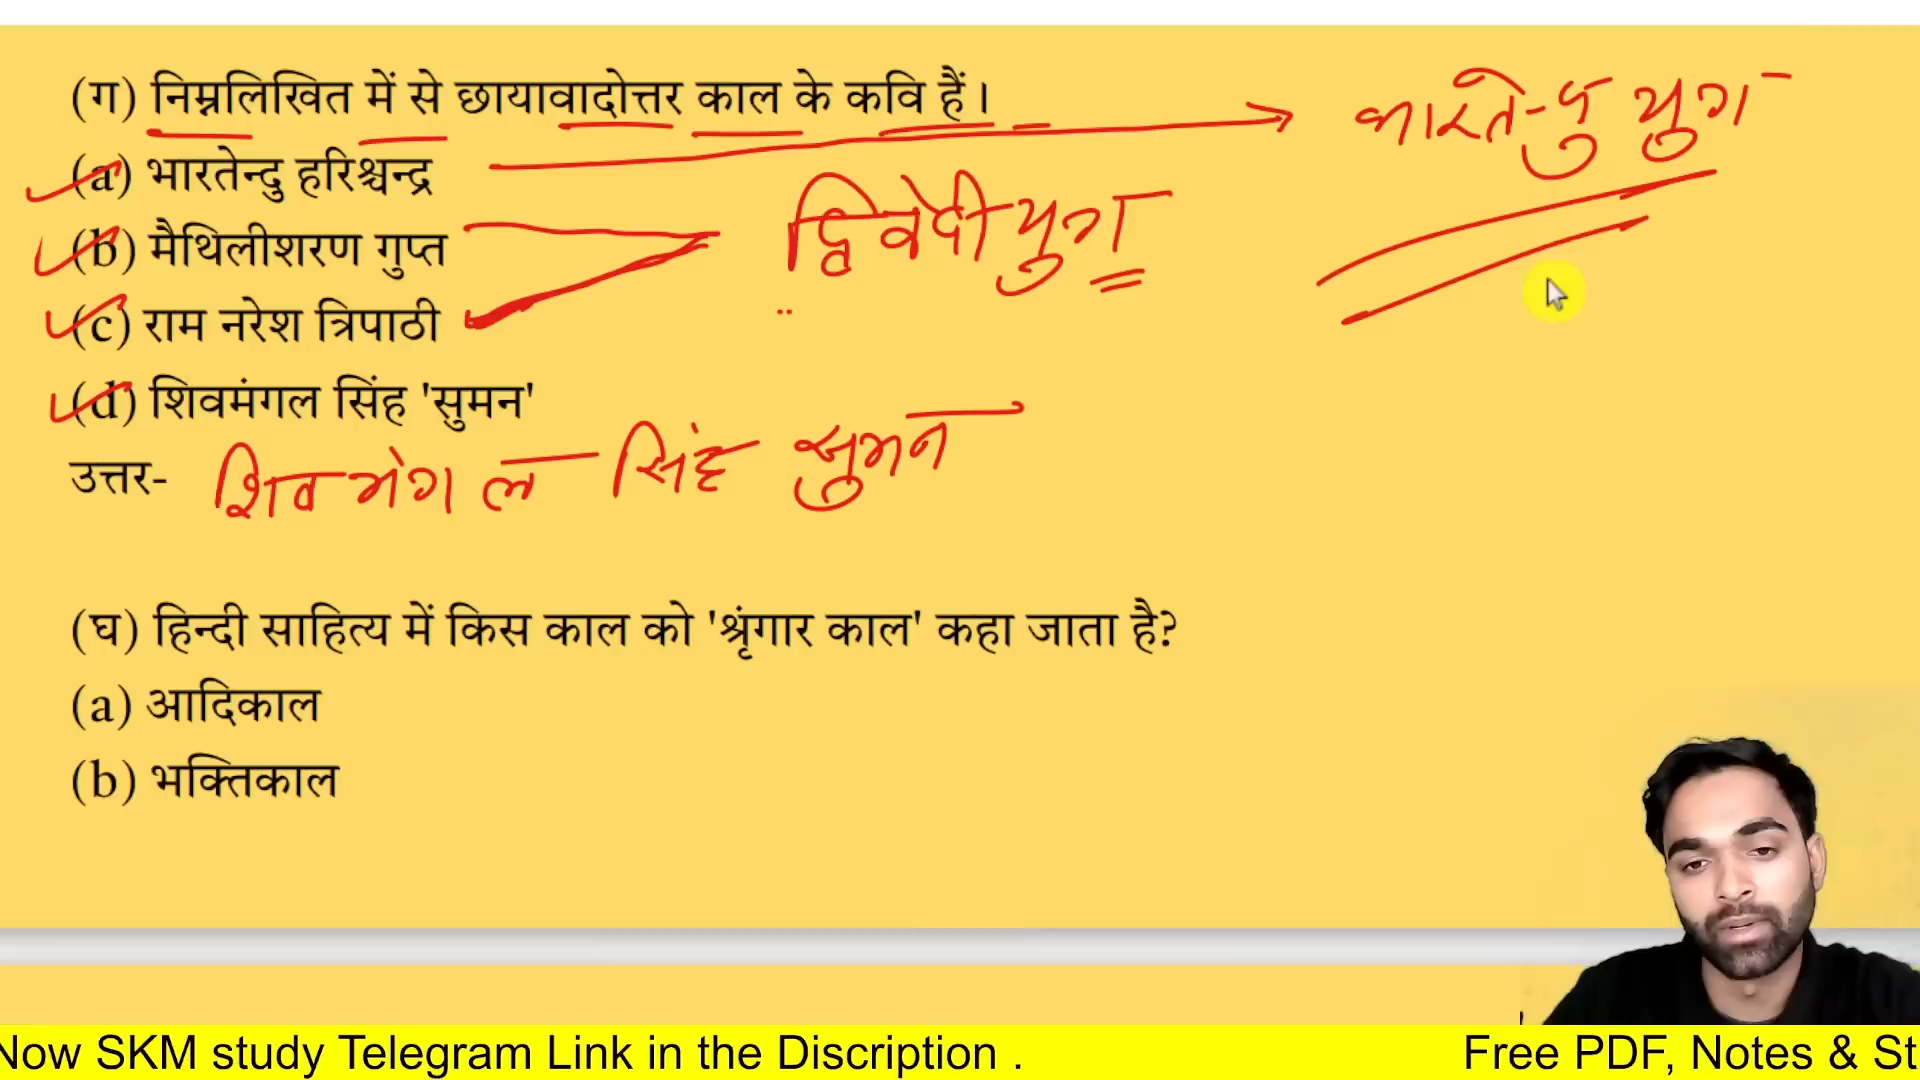 (ग) निम्नलिखित में से छायावादोत्तर काल के कवि हैं।
भारतेन्दु युग
(a) भारतेन्दु हरिश्चन्द्र
द्विवेदी युग
(b) मैथिलीशरण गुप्त
(c) राम नरेश त्रिपाठी
(d) शिवमंगल सिंह 'सुमन'
उत्तर- शिवमंगल सिंह सुमन
(घ) हिन्दी साहित्य में किस काल को 'श्रृंगार काल' कहा जाता है?
(a) आदिकाल
(b) भक्तिकाल
Now SKM study Telegram Link in the Discription . Free PDF, Notes & St